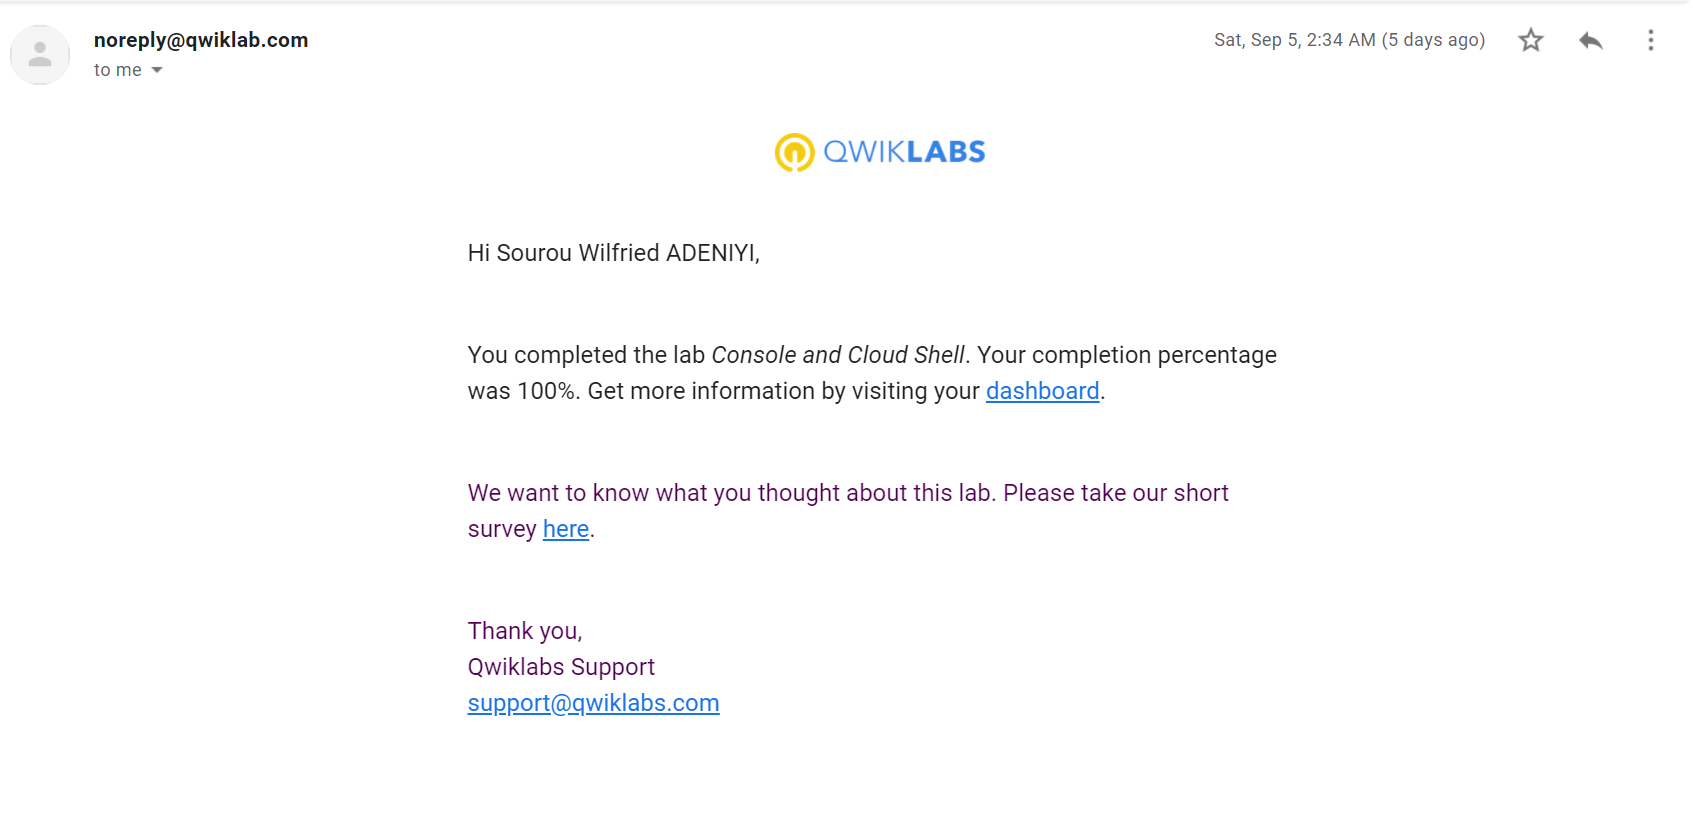 noreply@qwiklab.com
Sat, Sep 5, 2:34 AM (5 days ago)
to me
QWIKLABS
Hi Sourou Wilfried ADENIYI,
You completed the lab Console and Cloud Shell. Your completion percentage
was 100%. Get more information by visiting your dashboard.
We want to know what you thought about this lab. Please take our short
survey here.
Thank you,
Qwiklabs Support
support@qwiklabs.com